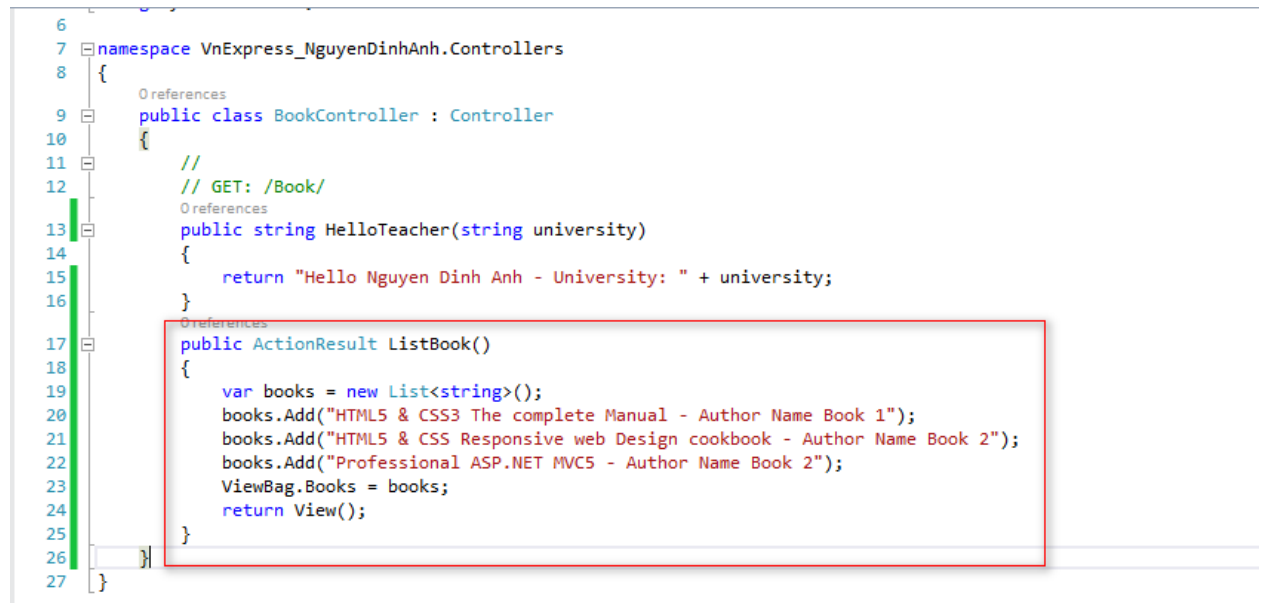 6
7 namespace VnExpress_NguyenDinhAnh.Controllers
8 {
0 references
9 public class BookController : Controller
10 {
11 //
12 // GET: /Book/
0 references
13 public string HelloTeacher(string university)
14 {
15 return "Hello Nguyen Dinh Anh - University: " + university;
16 }
0 references
17 public ActionResult ListBook()
18 {
19 var books = new List<string>();
20 books.Add("HTML5 & CSS3 The complete Manual - Author Name Book 1");
21 books.Add("HTML5 & CSS Responsive web Design cookbook - Author Name Book 2");
22 books.Add("Professional ASP.NET MVC5 - Author Name Book 2");
23 ViewBag.Books = books;
24 return View();
25 }
26 }
27 }